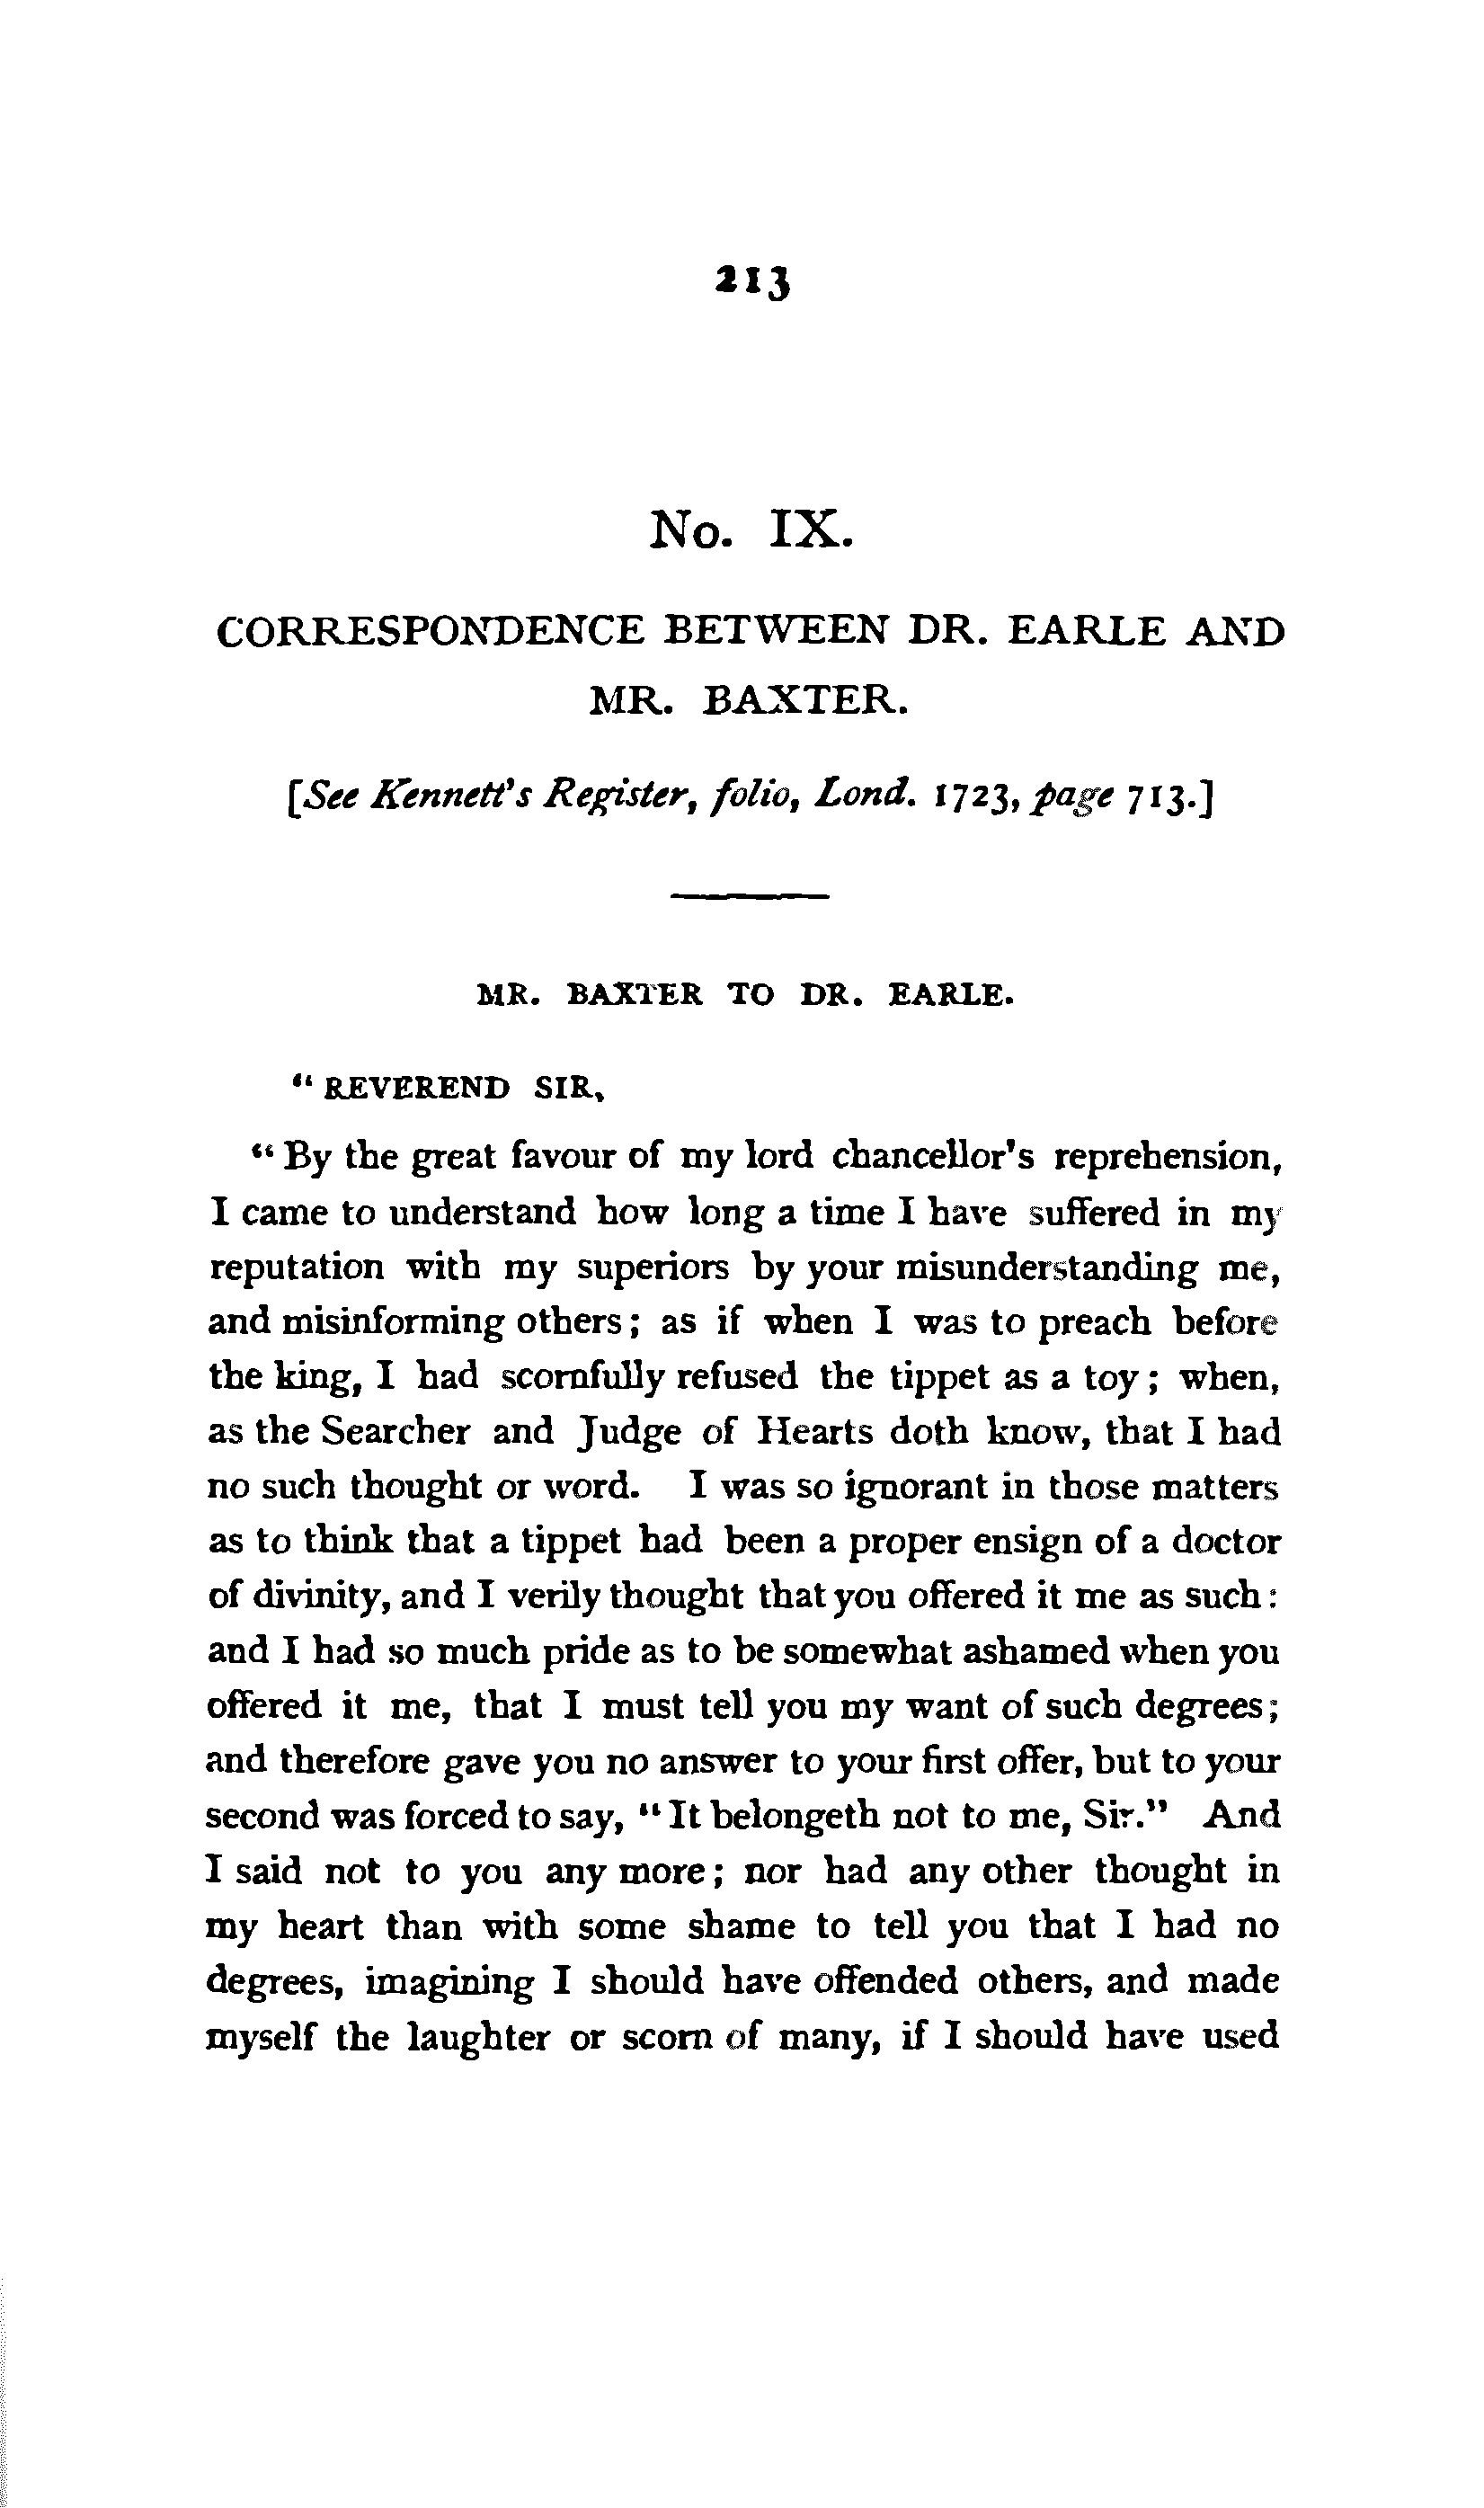 213
No. IX.
CORRESPONDENCE BETWEEN DR. EARLE AND
MR. BAXTER.
[See Kennett's Register, folio, Lond. 1723, page 713.]
MR. BAXTER TO DR. EARLE.
“ REVEREND SIR,
“ By the great favour of my lord chancellor's reprehension,
I came to understand how long a time I have suffered in my
reputation with my superiors by your misunderstanding me,
and misinforming others; as if when I was to preach before
the king, I had scornfully refused the tippet as a toy; when,
as the Searcher and Judge of Hearts doth know, that I had
no such thought or word. I was so ignorant in those matters
as to think that a tippet had been a proper ensign of a doctor
of divinity, and I verily thought that you offered it me as such:
and I had so much pride as to be somewhat ashamed when you
offered it me, that I must tell you my want of such degrees;
and therefore gave you no answer to your first offer, but to your
second was forced to say, “ It belongeth not to me, Sir.” And
I said not to you any more; nor had any other thought in
my heart than with some shame to tell you that I had no
degrees, imagining I should have offended others, and made
myself the laughter or scorn of many, if I should have used